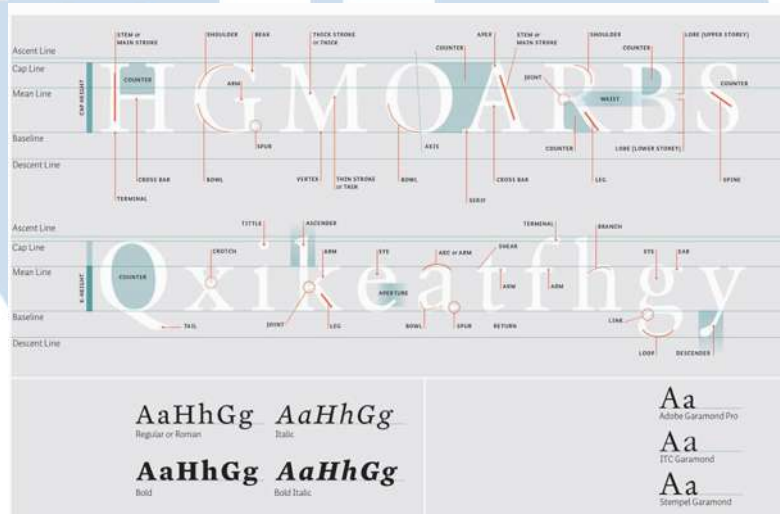 STEM or MAIN STROKE
SHOULDER
BEAK
THICK STROKE or THICK
APEX
STEM or MAIN STROKE
SHOULDER
LOBE (UPPER STOREY)
Ascent Line
COUNTER
COUNTER
Cap Line
CAP HEIGHT
COUNTER
ARM
JOINT
WAIST
COUNTER
Mean Line
HGMOARBS
Baseline
SPUR
AXIS
COUNTER
LOBE (LOWER STOREY)
Descent Line
CROSS BAR
BOWL
VERTEX
THIN STROKE
BOWL
CROSS BAR
LEG
SPINE
TERMINAL
SERIF
Ascent Line
TITTLE
ASCENDER
TERMINAL
BRANCH
Cap Line
CROTCH
ARM
EYE
ARC or ARM
SHEAR
EYE
EAR
Mean Line
X-HEIGHT
COUNTER
APERTURE
ARM
ARM
Qxikeatfhgy
Baseline
TAIL
JOINT
LEG
BOWL
SPUR
RETURN
LINK
Descent Line
LOOP
DESCENDER
AaHhGg
Regular or Roman
AaHhGg
Italic
AaHhGg
Bold
AaHhGg
Bold Italic
Aa
Adobe Garamond Pro
Aa
ITC Garamond
Aa
Stempel Garamond